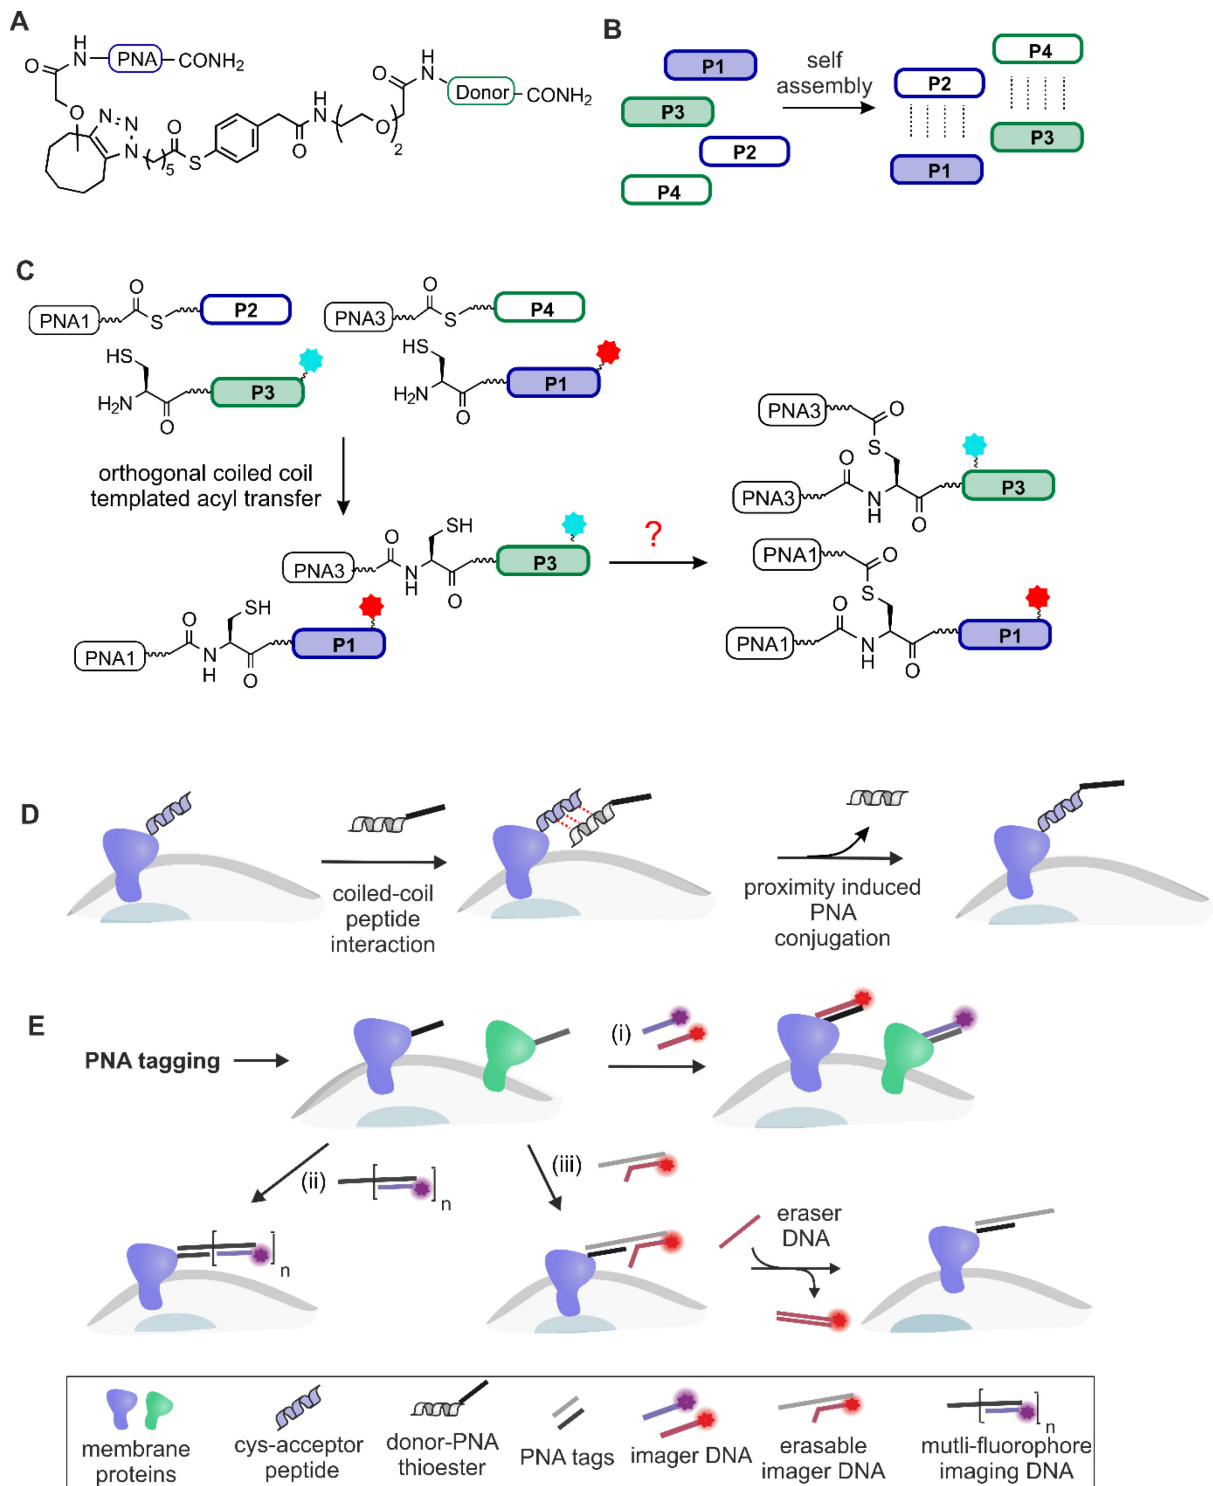 A
H
N
PNA
CONH2
O
O
N
N
N
5
O
S
O
H
N
O
2
O
H
N
Donor
CONH2
B
P1
P3
P2
P4
self
assembly
P2
P1
P4
P3
C
PNA1
O
S
P2
PNA3
O
S
P4
HS
H2N
O
P3
HS
H2N
O
P1
orthogonal coiled coil
templated acyl transfer
PNA3
O
N
H
SH
O
P3
PNA1
O
N
H
SH
O
P1
?
PNA3
O
S
PNA3
O
N
H
O
P3
PNA1
O
S
PNA1
O
N
H
O
P1
D
coiled-coil
peptide
interaction
proximity induced
PNA
conjugation
E
PNA tagging
(i)
(ii)
n
(iii)
n
eraser
DNA
membrane
proteins
cys-acceptor
peptide
donor-PNA
thioester
PNA tags
imager DNA
erasable
imager DNA
n
mutli-fluorophore
imaging DNA